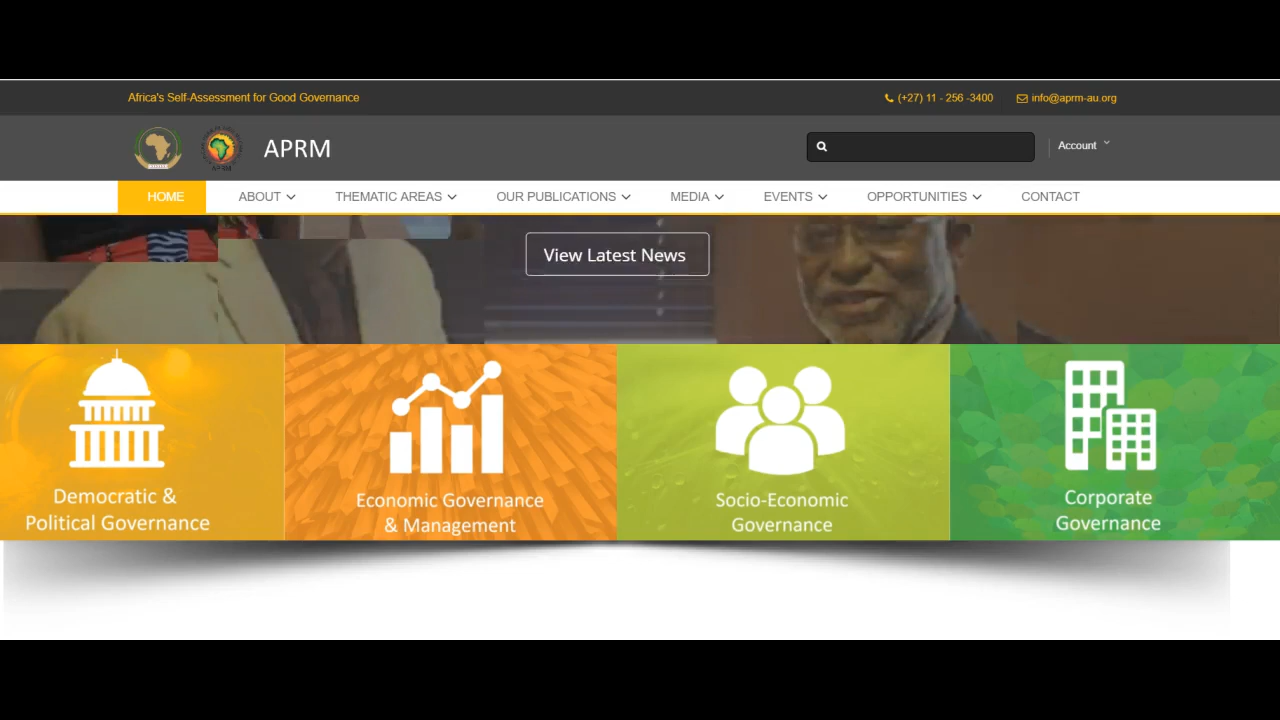 Africa's Self-Assessment for Good Governance
(+27) 11 - 256 -3400
info@aprm-au.org
APRM
Account
HOME
ABOUT
THEMATIC AREAS
OUR PUBLICATIONS
MEDIA
EVENTS
OPPORTUNITIES
CONTACT
View Latest News
Democratic &
Political Governance
Economic Governance
& Management
Socio-Economic
Governance
Corporate
Governance